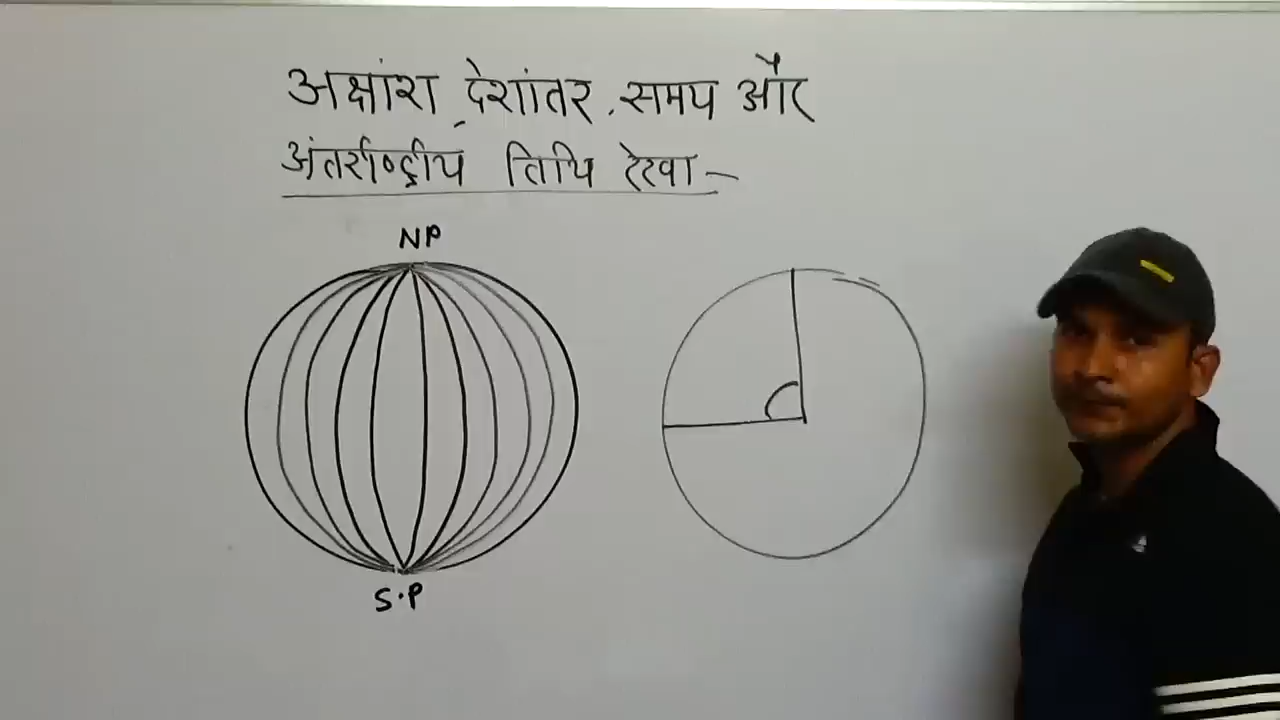 अक्षांश, देशांतर, समय और
अंतर्राष्ट्रीय तिथि रेखा -
NP
S.P